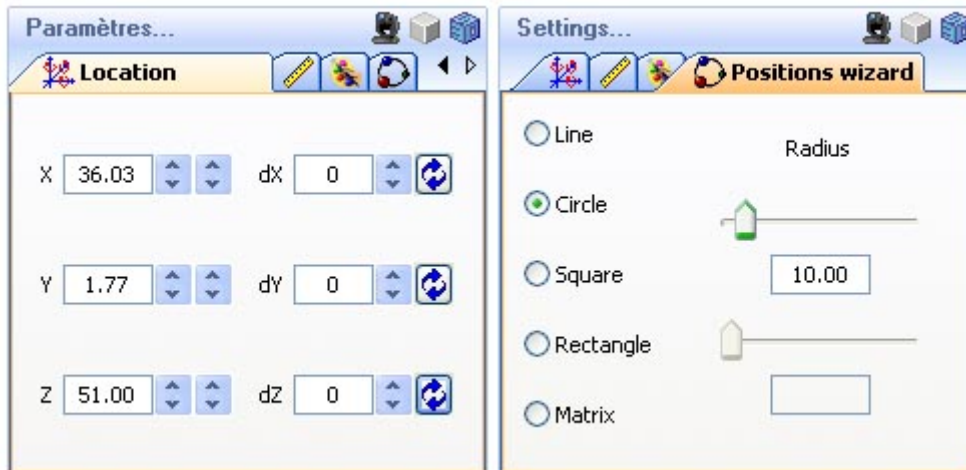 Paramètres...
Location
X 36.03 dX 0
Y 1.77 dY 0
Z 51.00 dZ 0
Settings...
Positions wizard
Line
Radius
Circle
Square
10.00
Rectangle
Matrix